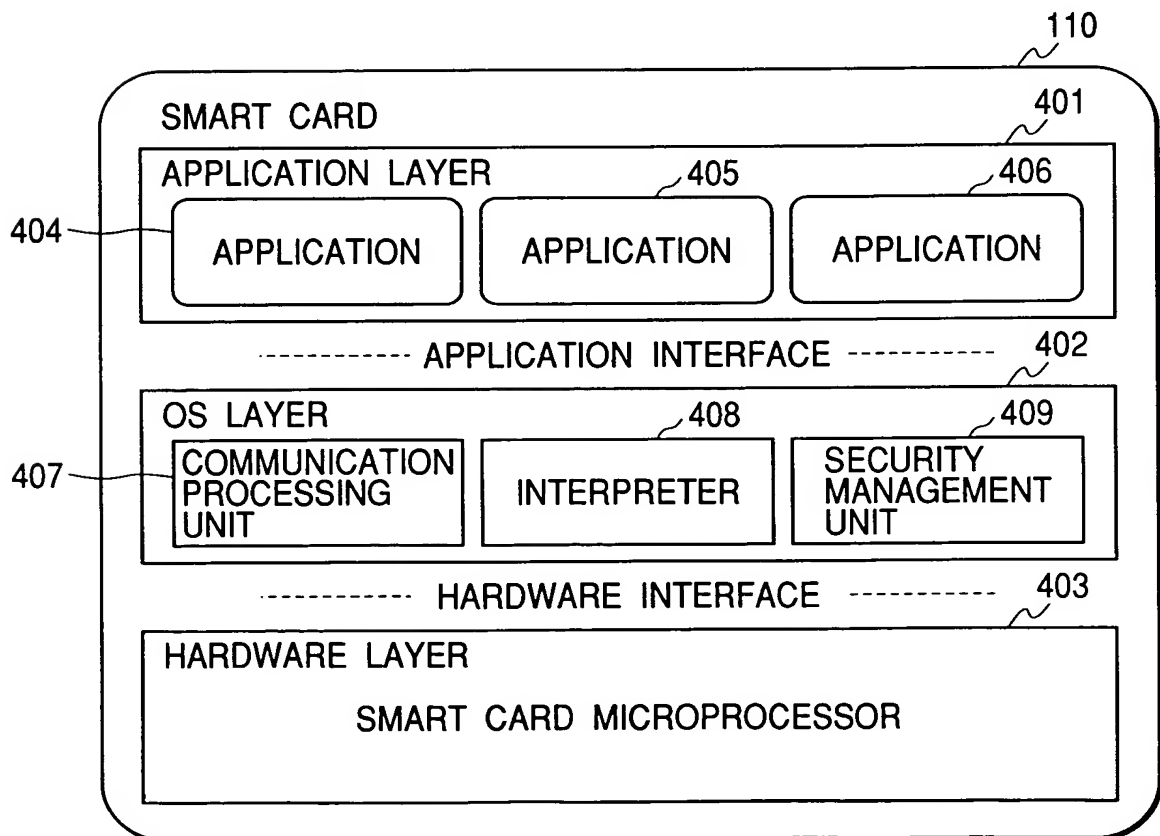 110
SMART CARD
401
APPLICATION LAYER
405
406
404
APPLICATION
APPLICATION
APPLICATION
APPLICATION INTERFACE
402
OS LAYER
408
409
407
COMMUNICATION
PROCESSING
UNIT
INTERPRETER
SECURITY
MANAGEMENT
UNIT
HARDWARE INTERFACE
403
HARDWARE LAYER
SMART CARD MICROPROCESSOR